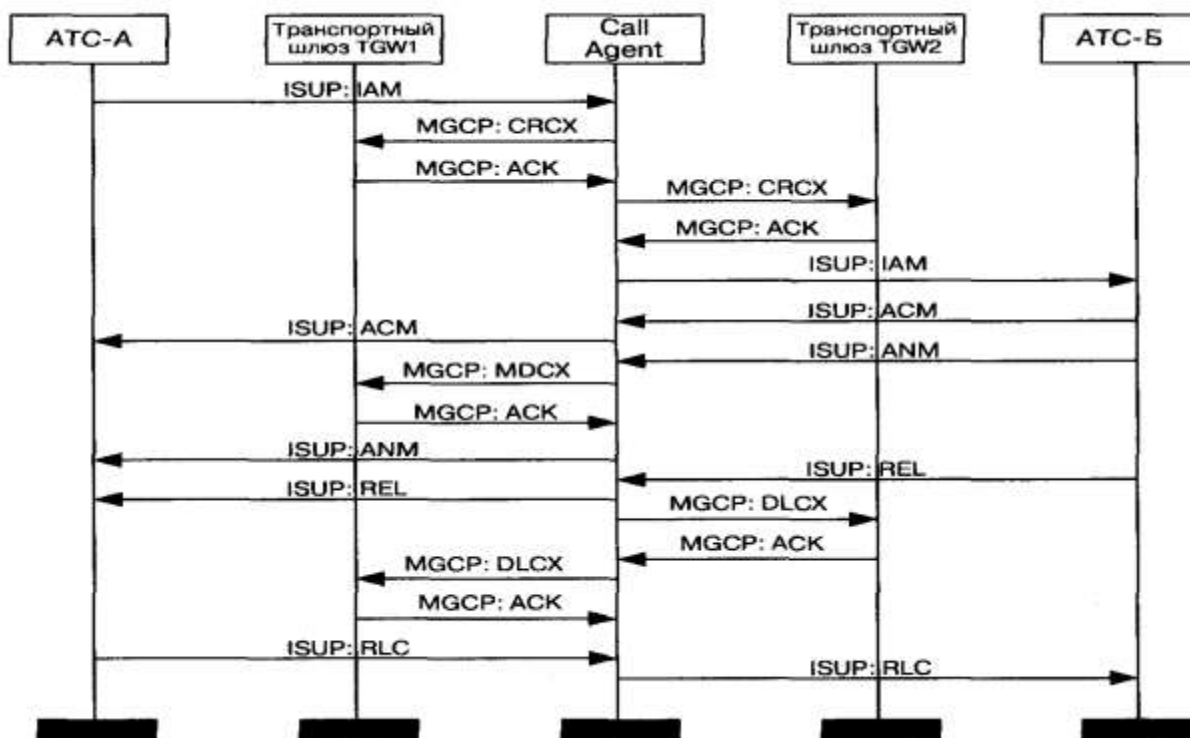 АТС-А
Транспортный
шлюз TGW1
Call
Agent
Транспортный
шлюз TGW2
АТС-Б
ISUP: IAM
MGCP: CRCX
MGCP: ACK
MGCP: CRCX
MGCP: ACK
ISUP: IAM
ISUP: ACM
ISUP: ACM
ISUP: ANM
MGCP: MDCX
MGCP: ACK
ISUP: ANM
ISUP: REL
ISUP: REL
MGCP: DLCX
MGCP: ACK
MGCP: DLCX
MGCP: ACK
ISUP: RLC
ISUP: RLC